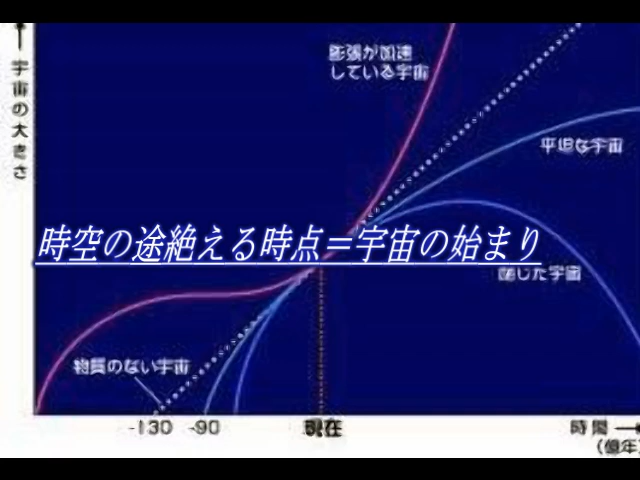 宇宙の大きさ
膨張が加速
している宇宙
平坦な宇宙
時空の途絶える時点＝宇宙の始まり
閉じた宇宙
物質のない宇宙
-130
-90
現在
時間
(億年)